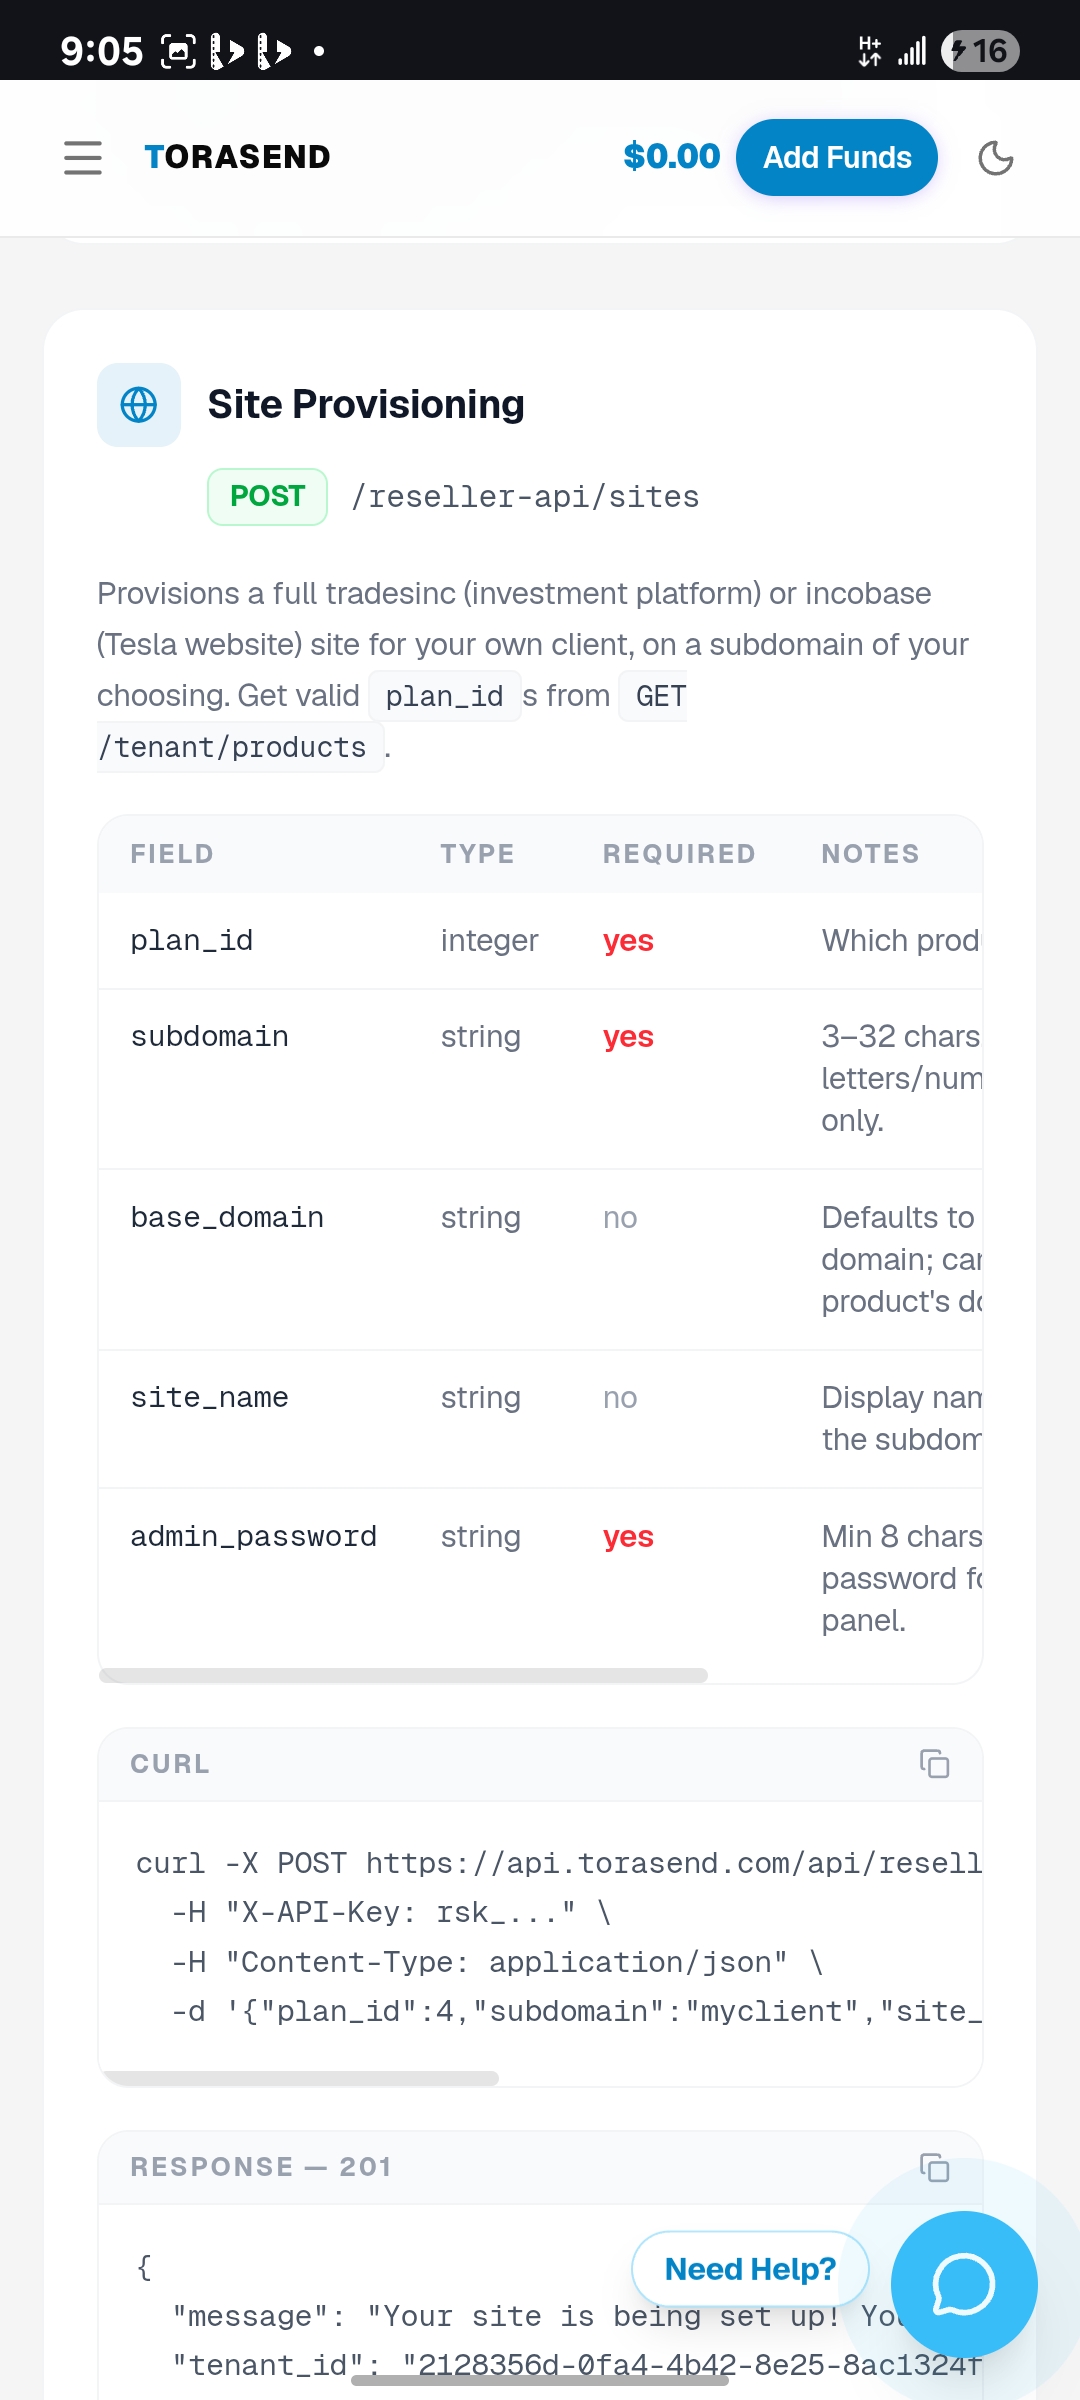 9:05
H+
16
TORASEND
$0.00
Add Funds
Site Provisioning
POST /reseller-api/sites
Provisions a full tradesinc (investment platform) or incobase
(Tesla website) site for your own client, on a subdomain of your
choosing. Get valid plan_id s from GET
/tenant/products .
FIELD TYPE REQUIRED NOTES
plan_id integer yes Which
subdomain string yes 3–32 chars
letters/num
only.
base_domain string no Defaults to
domain;
product's
site_name string no Display
the subdom
admin_password string yes Min 8 chars
password
panel.
CURL
curl -X POST https://api.torasend.com/api/resell
-H "X-API-Key: rsk_..." \
-H "Content-Type: application/json" \
-d '{"plan_id":4,"subdomain":"myclient","site_
RESPONSE — 201
{
Need Help?
"message": "Your site is being set up!
"tenant_id": "2128356d-0fa4-4b42-8e25-8ac1324f